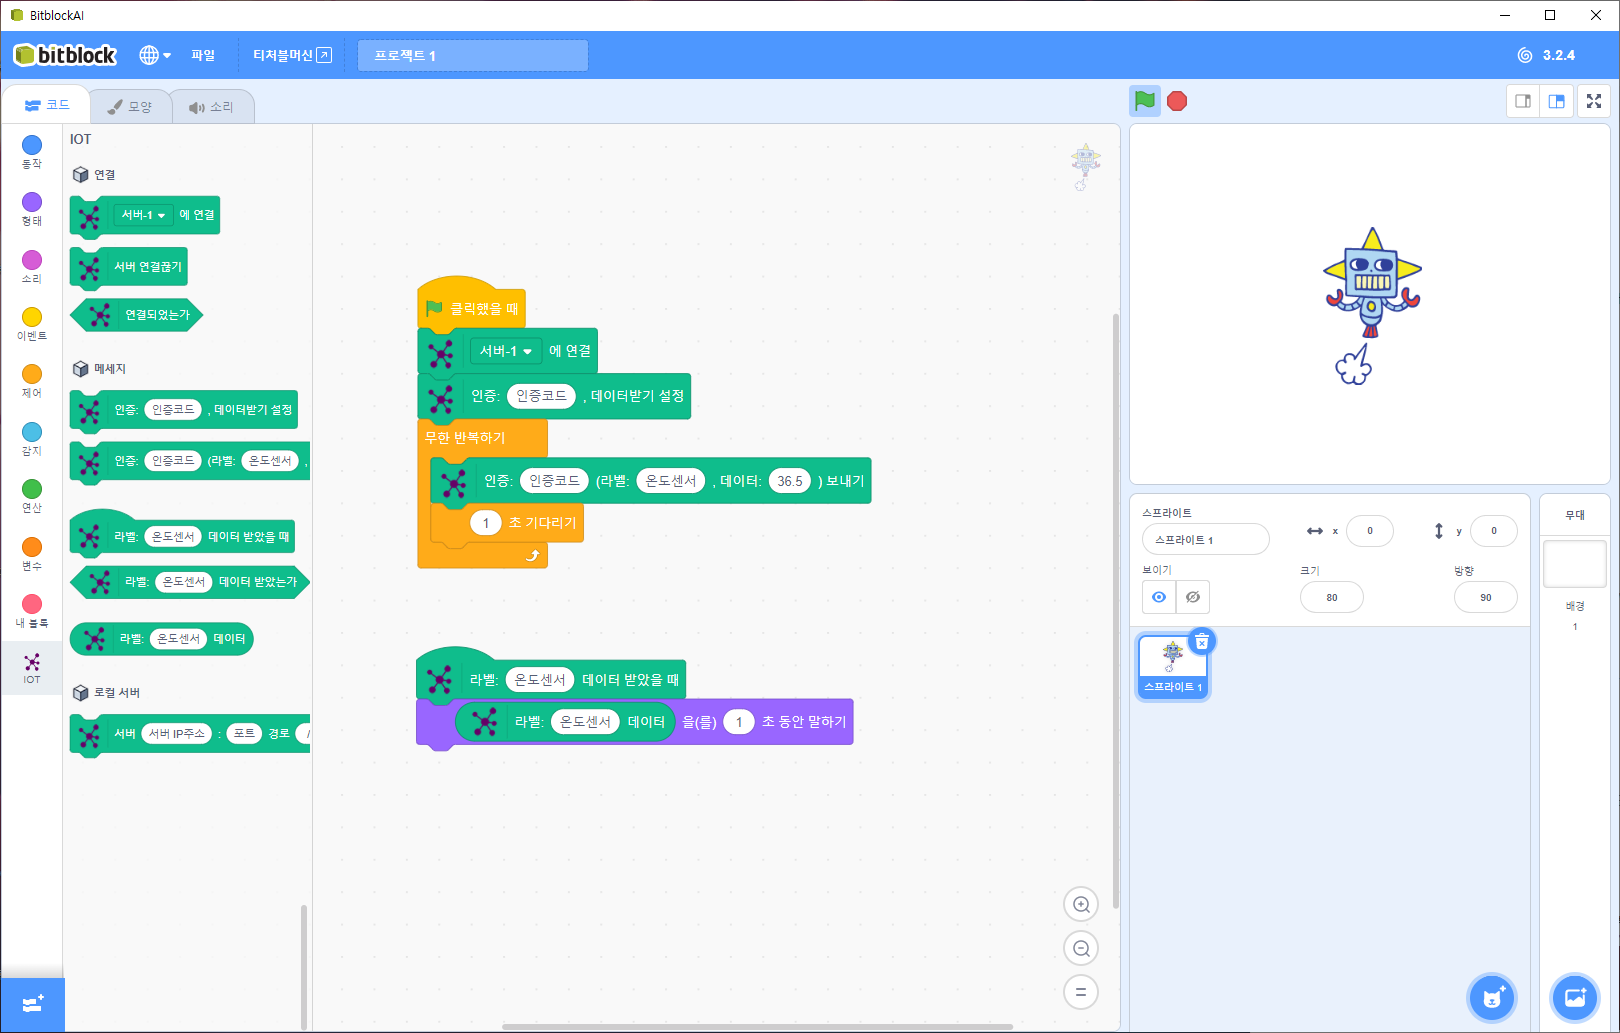 BitblockAI
bitblock 파일 티처블머신 프로젝트 1 3.2.4
코드 모양 소리
동작
형태
소리
이벤트
제어
감지
연산
변수
내 블록
IOT
IOT
연결
서버-1 에 연결
서버 연결끊기
연결되었는가
메세지
인증: 인증코드 , 데이터받기 설정
인증: 인증코드 (라벨: 온도센서 ,
라벨: 온도센서 데이터 받았을 때
라벨: 온도센서 데이터 받았는가
라벨: 온도센서 데이터
로컬 서버
서버 서버 IP주소 : 포트 경로 /
클릭했을 때
서버-1 에 연결
인증: 인증코드 , 데이터받기 설정
무한 반복하기
인증: 인증코드 (라벨: 온도센서 , 데이터: 36.5 ) 보내기
1 초 기다리기
라벨: 온도센서 데이터 받았을 때
라벨: 온도센서 데이터 을(를) 1 초 동안 말하기
스프라이트
스프라이트 1 x 0 y 0
보이기 크기 방향
80 90
스프라이트 1
무대
배경
1